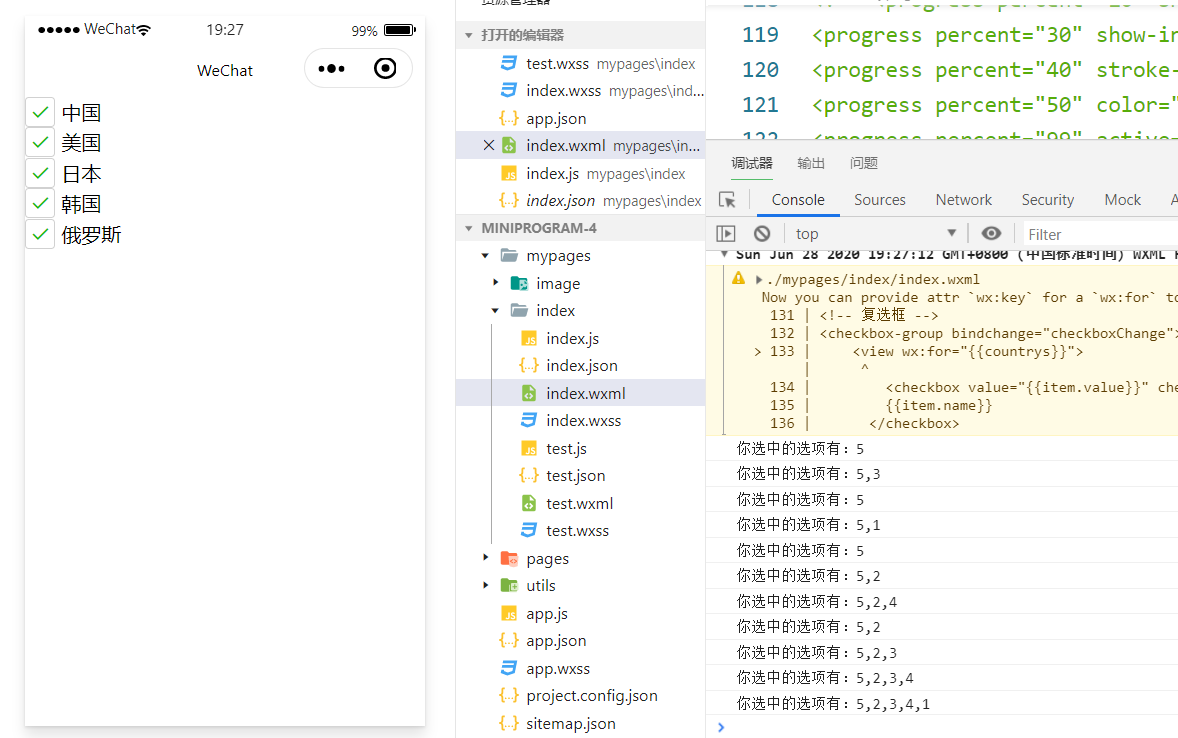 WeChat 19:27 99%
WeChat
中国
美国
日本
韩国
俄罗斯
资源管理器
打开的编辑器
test.wxss mypages\index
index.wxss mypages\ind...
app.json
index.wxml mypages\in...
index.js mypages\index
index.json mypages\index
MINIPROGRAM-4
mypages
image
index
index.js
index.json
index.wxml
index.wxss
test.js
test.json
test.wxml
test.wxss
pages
utils
app.js
app.json
app.wxss
project.config.json
sitemap.json
119 <progress percent="30" show-in
120 <progress percent="40" stroke-
121 <progress percent="50" color="
122 <progress percent="99" active=
调试器 输出 问题
Console Sources Network Security Mock A
top Filter
Sun Jun 28 2020 19:27:12 GMT+0800 (中国标准时间) WXML
./mypages/index/index.wxml
Now you can provide attr `wx:key` for a `wx:for` to
131 | <!-- 复选框 -->
132 | <checkbox-group bindchange="checkboxChange">
> 133 | <view wx:for="{{countrys}}">
| ^
134 | <checkbox value="{{item.value}}" che
135 | {{item.name}}
136 | </checkbox>
你选中的选项有：5
你选中的选项有：5,3
你选中的选项有：5
你选中的选项有：5,1
你选中的选项有：5
你选中的选项有：5,2
你选中的选项有：5,2,4
你选中的选项有：5,2
你选中的选项有：5,2,3
你选中的选项有：5,2,3,4
你选中的选项有：5,2,3,4,1